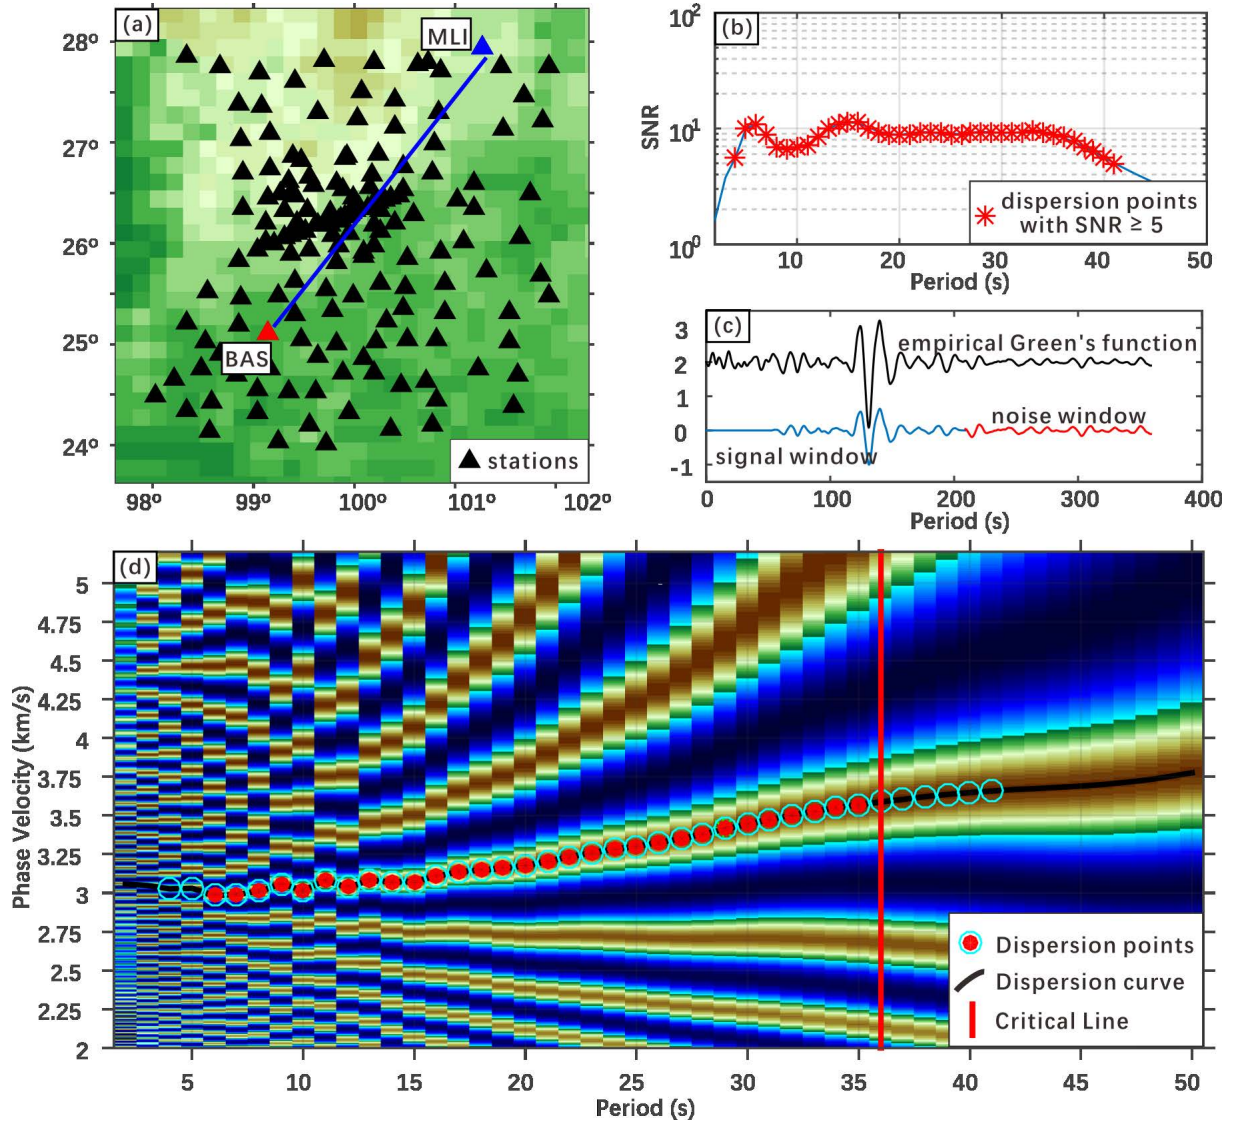 (a)
MLI
28°
27°
26°
25°
24°
BAS
stations
98°
99°
100°
101°
102°
(b)
10²
10¹
10⁰
SNR
dispersion points
with SNR ≥ 5
10
20
30
40
50
Period (s)
(c)
3
2
1
0
-1
empirical Green's function
noise window
signal window
0
100
200
300
400
Period (s)
(d)
5
4.75
4.5
4.25
4
3.75
3.5
3.25
3
2.75
2.5
2.25
2
Phase Velocity (km/s)
Dispersion points
Dispersion curve
Critical Line
5
10
15
20
25
30
35
40
45
50
Period (s)